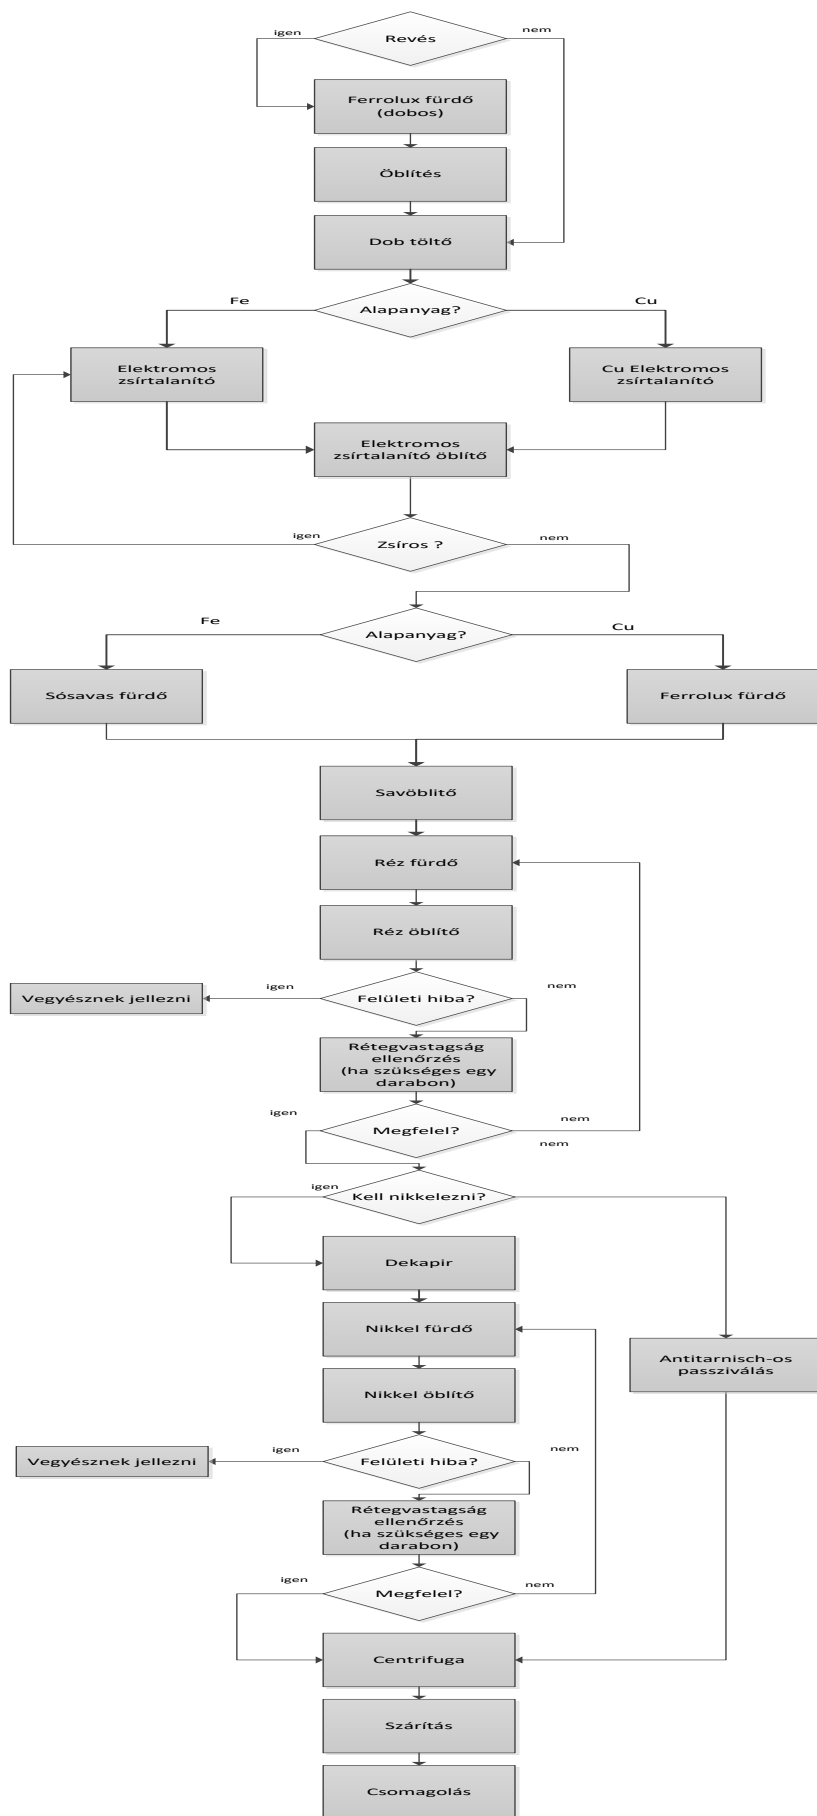 igen
Revés
nem
Ferrolux fürdő
(dobos)
Öblítés
Dob töltő
Fe
Alapanyag?
Cu
Elektromos
zsírtalanító
Cu Elektromos
zsírtalanító
Elektromos
zsírtalanító öblítő
igen
Zsíros ?
nem
Fe
Alapanyag?
Cu
Sósavas fürdő
Ferrolux fürdő
Savöblitő
Réz fürdő
Réz öblítő
Vegyésznek jellezni
igen
Felületi hiba?
nem
Rétegvastagság
ellenőrzés
(ha szükséges egy
darabon)
igen
Megfelel?
nem
nem
igen
Kell nikkelezni?
Dekapir
Nikkel fürdő
Antitarnisch-os
passziválás
Nikkel öblítő
Vegyésznek jellezni
igen
Felületi hiba?
nem
Rétegvastagság
ellenőrzés
(ha szükséges egy
darabon)
igen
Megfelel?
nem
Centrifuga
Szárítás
Csomagolás